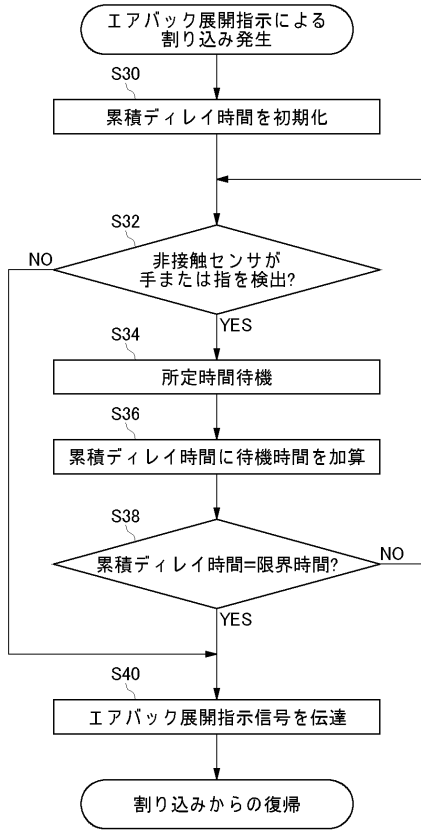 エアバック展開指示による
割り込み発生
S30
累積ディレイ時間を初期化
S32
非接触センサが
手または指を検出?
NO
YES
S34
所定時間待機
S36
累積ディレイ時間に待機時間を加算
S38
累積ディレイ時間=限界時間?
NO
YES
S40
エアバック展開指示信号を伝達
割り込みからの復帰